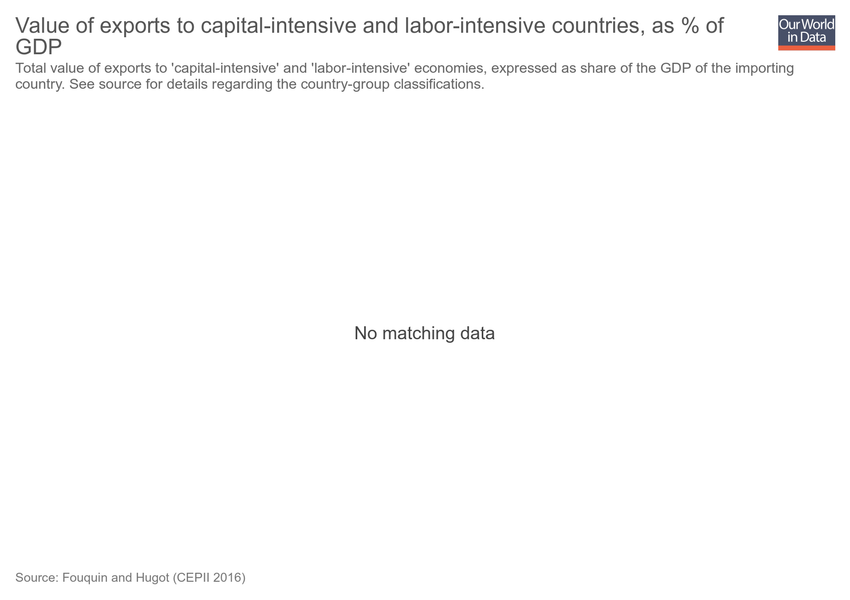 Value of exports to capital-intensive and labor-intensive countries, as % of
GDP
Our World
in Data
Total value of exports to 'capital-intensive' and 'labor-intensive' economies, expressed as share of the GDP of the importing
country. See source for details regarding the country-group classifications.
No matching data
Source: Fouquin and Hugot (CEPII 2016)